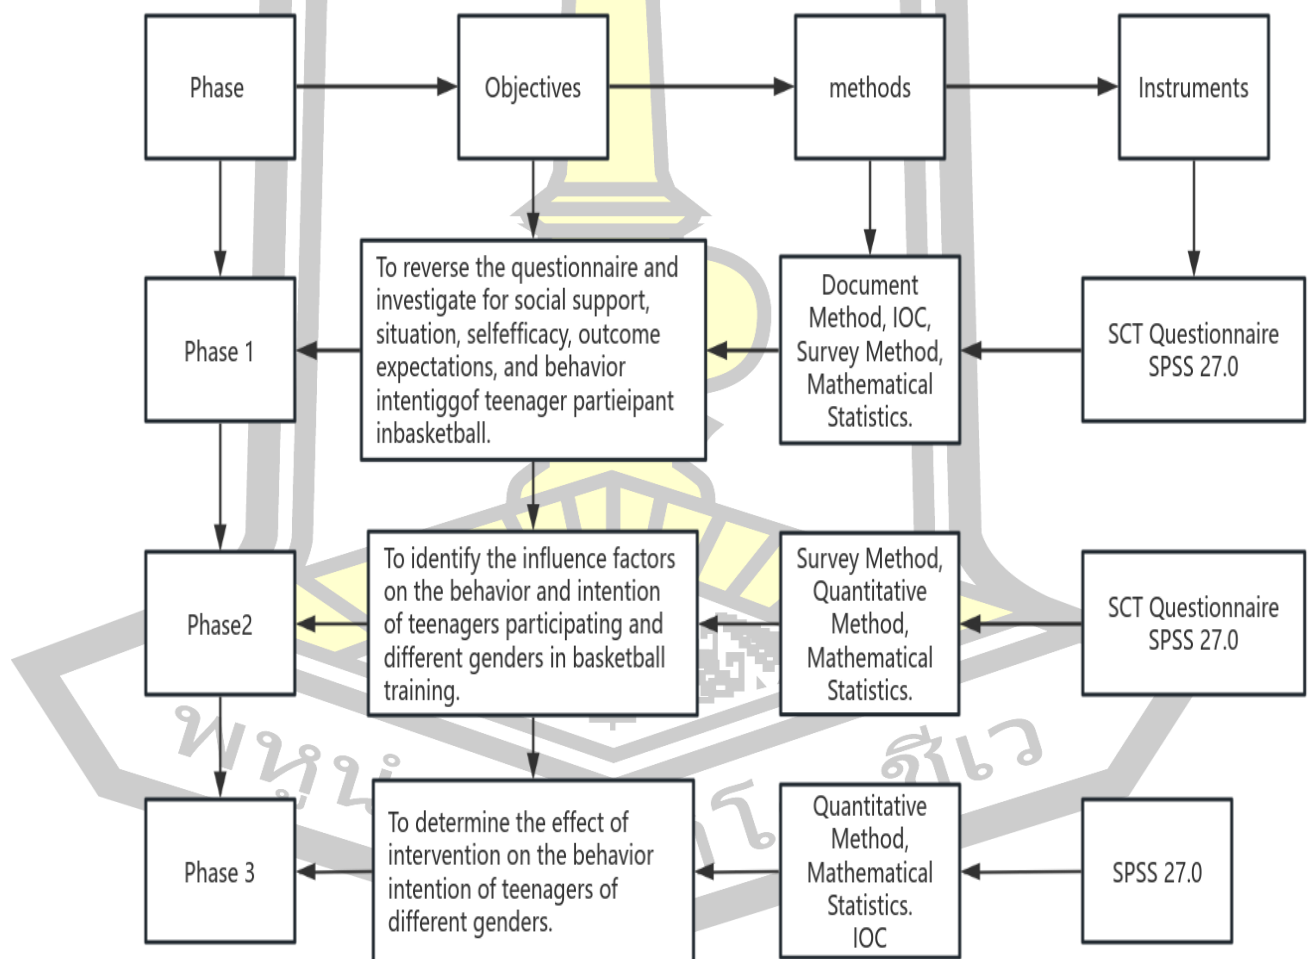 Phase
Objectives
methods
Instruments
Phase 1
To reverse the questionnaire and
investigate for social support,
situation, selfefficacy, outcome
expectations, and behavior
intentiggof teenager partieipant
inbasketball.
Document
Method, IOC,
Survey Method,
Mathematical
Statistics.
SCT Questionnaire
SPSS 27.0
Phase2
To identify the influence factors
on the behavior and intention
of teenagers participating and
different genders in basketball
training.
Survey Method,
Quantitative
Method,
Mathematical
Statistics.
SCT Questionnaire
SPSS 27.0
Phase 3
To determine the effect of
intervention on the behavior
intention of teenagers of
different genders.
Quantitative
Method,
Mathematical
Statistics.
IOC
SPSS 27.0
ชีเว